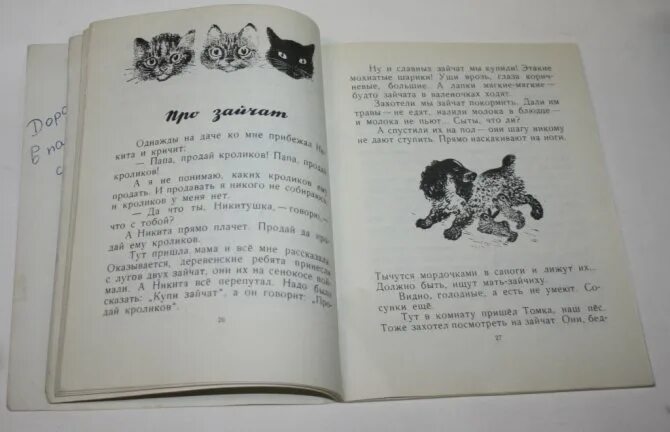 Доро
В па
с
Про зайчат
Однажды на даче ко мне прибежал Ни-
кита и кричит:
— Папа, продай кроликов! Папа, продай
кроликов!
А я не понимаю, каких кроликов ему
продать. И продавать я никого не собираюсь,
и кроликов у меня нет.
— Да что ты, Никитушка, — говорю, —
что с тобой?
А Никита прямо плачет. Продай да про-
дай ему кроликов.
Тут пришла мама и всё мне рассказала.
Оказывается, деревенские ребята принесли
с лугов двух зайчат, они их на сенокосе пой-
мали. А Никита всё перепутал. Надо было
сказать: „Купи зайчат", а он говорит: „Про-
дай кроликов".
26
Ну и славных зайчат мы купили! Этакие
мохнатые шарики! Уши врозь, глаза корич-
невые, большие. А лапки мягкие-мягкие —
будто зайчата в валеночках ходят.
Захотели мы зайчат покормить. Дали им
травы — не едят, налили молока в блюдце —
и молока не пьют... Сыты, что ли?
А спустили их на пол — они шагу никому
не дают ступить. Прямо наскакивают на ноги.
Тычутся мордочками в сапоги и лижут их..
Должно быть, ищут мать-зайчиху.
Видно, голодные, а есть не умеют. Со-
сунки ещё.
Тут в комнату пришёл Томка, наш пёс.
Тоже захотел посмотреть на зайчат. Они, бед-
27